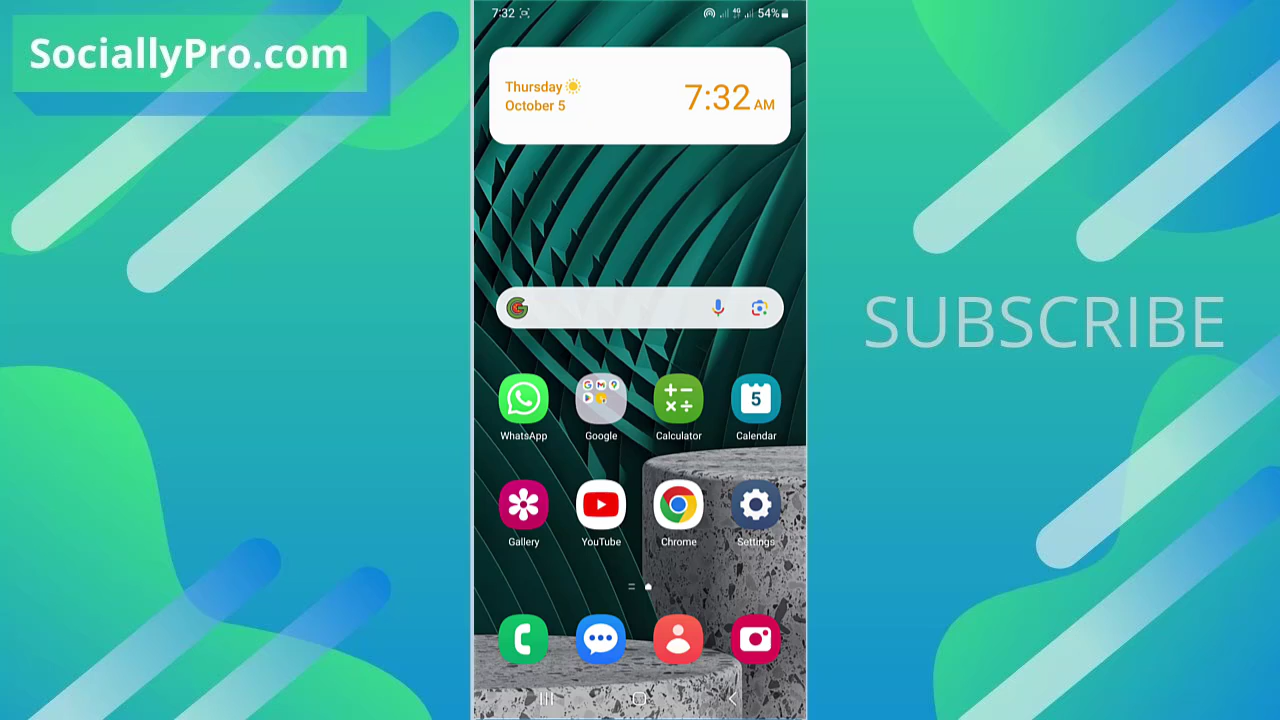 SociallyPro.com
7:32
4G
54%
Thursday
October 5
7:32 AM
SUBSCRIBE
WhatsApp
Google
Calculator
5
Calendar
Gallery
YouTube
Chrome
Settings